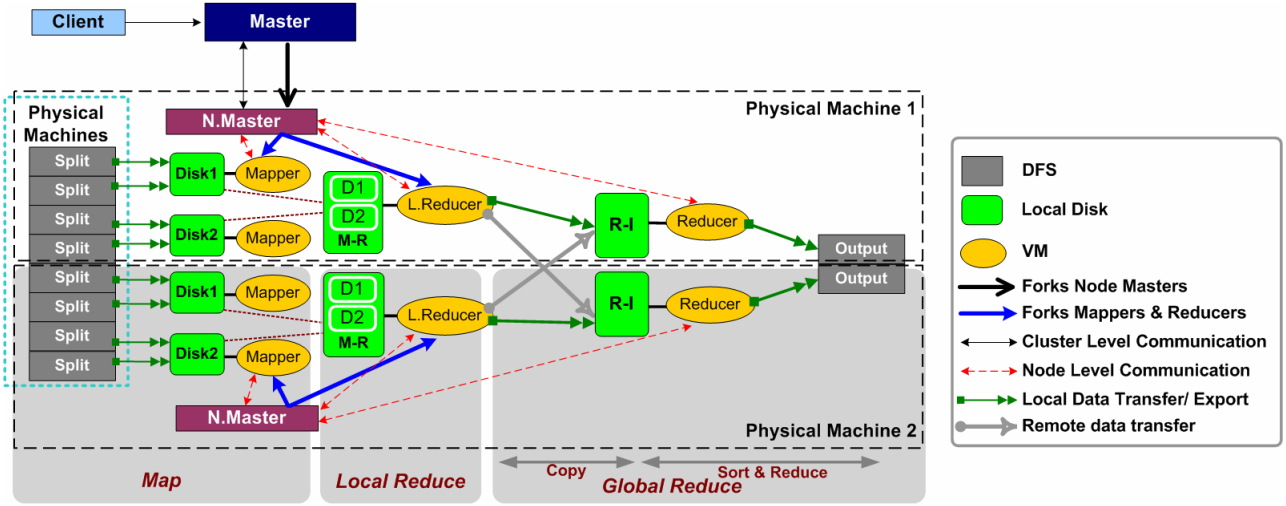 Client
Master
Physical Machine 1
Physical
Machines
N.Master
Split
Split
Split
Split
Split
Split
Split
Split
Disk1
Mapper
Disk2
Mapper
D1
D2
M-R
L.Reducer
R-I
Reducer
Output
Output
Disk1
Mapper
Disk2
Mapper
D1
D2
M-R
L.Reducer
R-I
Reducer
N.Master
Physical Machine 2
Map
Local Reduce
Copy
Sort & Reduce
Global Reduce
DFS
Local Disk
VM
Forks Node Masters
Forks Mappers & Reducers
Cluster Level Communication
Node Level Communication
Local Data Transfer/ Export
Remote data transfer